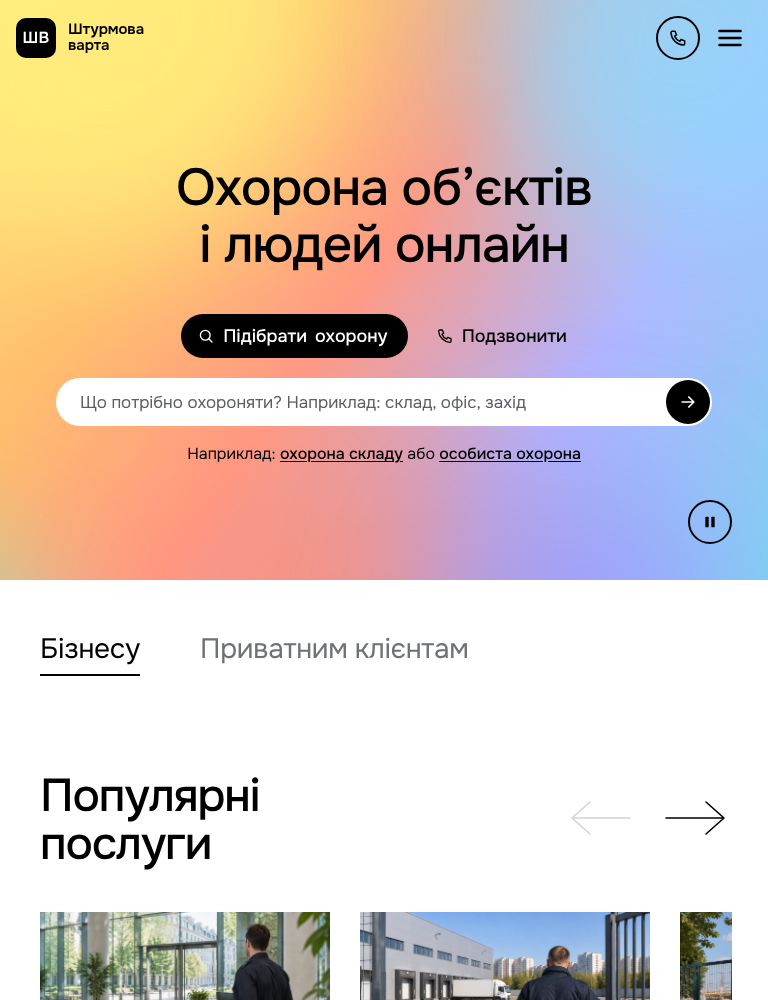 ШВ
Штурмова
варта
Охорона об’єктів
і людей онлайн
Підібрати охорону
Подзвонити
Що потрібно охороняти? Наприклад: склад, офіс, захід
Наприклад: охорона складу або особиста охорона
Бізнесу
Приватним клієнтам
Популярні
послуги